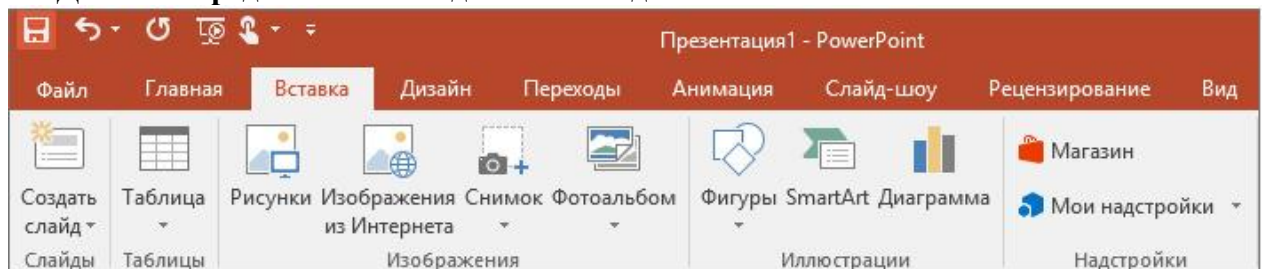 Презентация1 - PowerPoint
Файл Главная Вставка Дизайн Переходы Анимация Слайд-шоу Рецензирование Вид
Создать слайд Таблица Рисунки Изображения из Интернета Снимок Фотоальбом Фигуры SmartArt Диаграмма Магазин
Мои надстройки
Слайды Таблицы Изображения Иллюстрации Надстройки